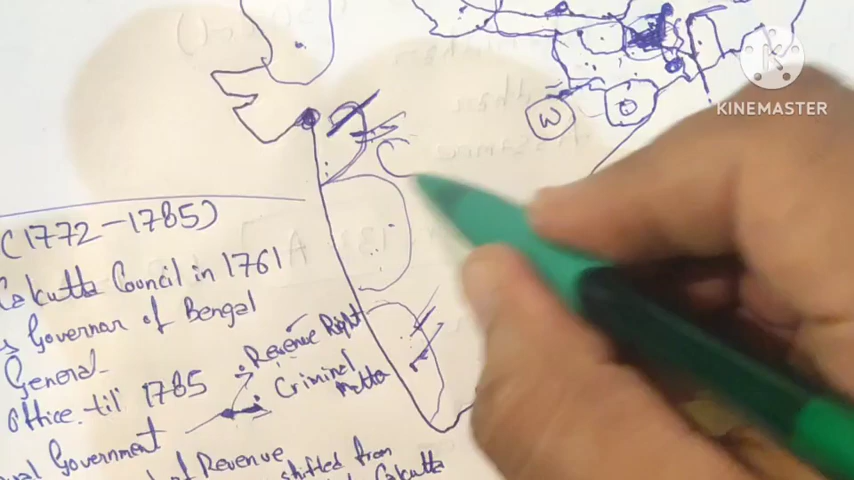 KINEMASTER
W
(1772-1785)
Calcutta Council in 1761
Governor of Bengal
General
Office till 1785
Revenue Right
Criminal
Government
of Revenue
shifted from
Calcutta